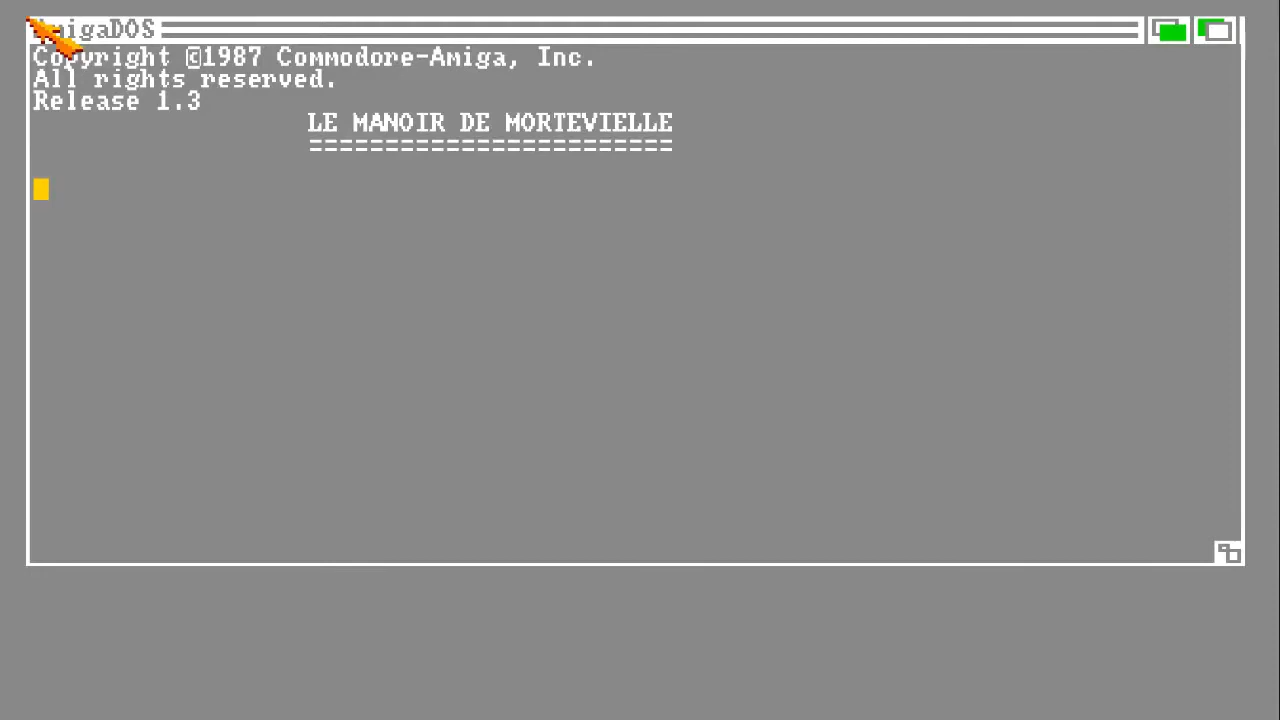 AmigaDOS
Copyright ©1987 Commodore-Amiga, Inc.
All rights reserved.
Release 1.3
LE MANOIR DE MORTEVIELLE
========================